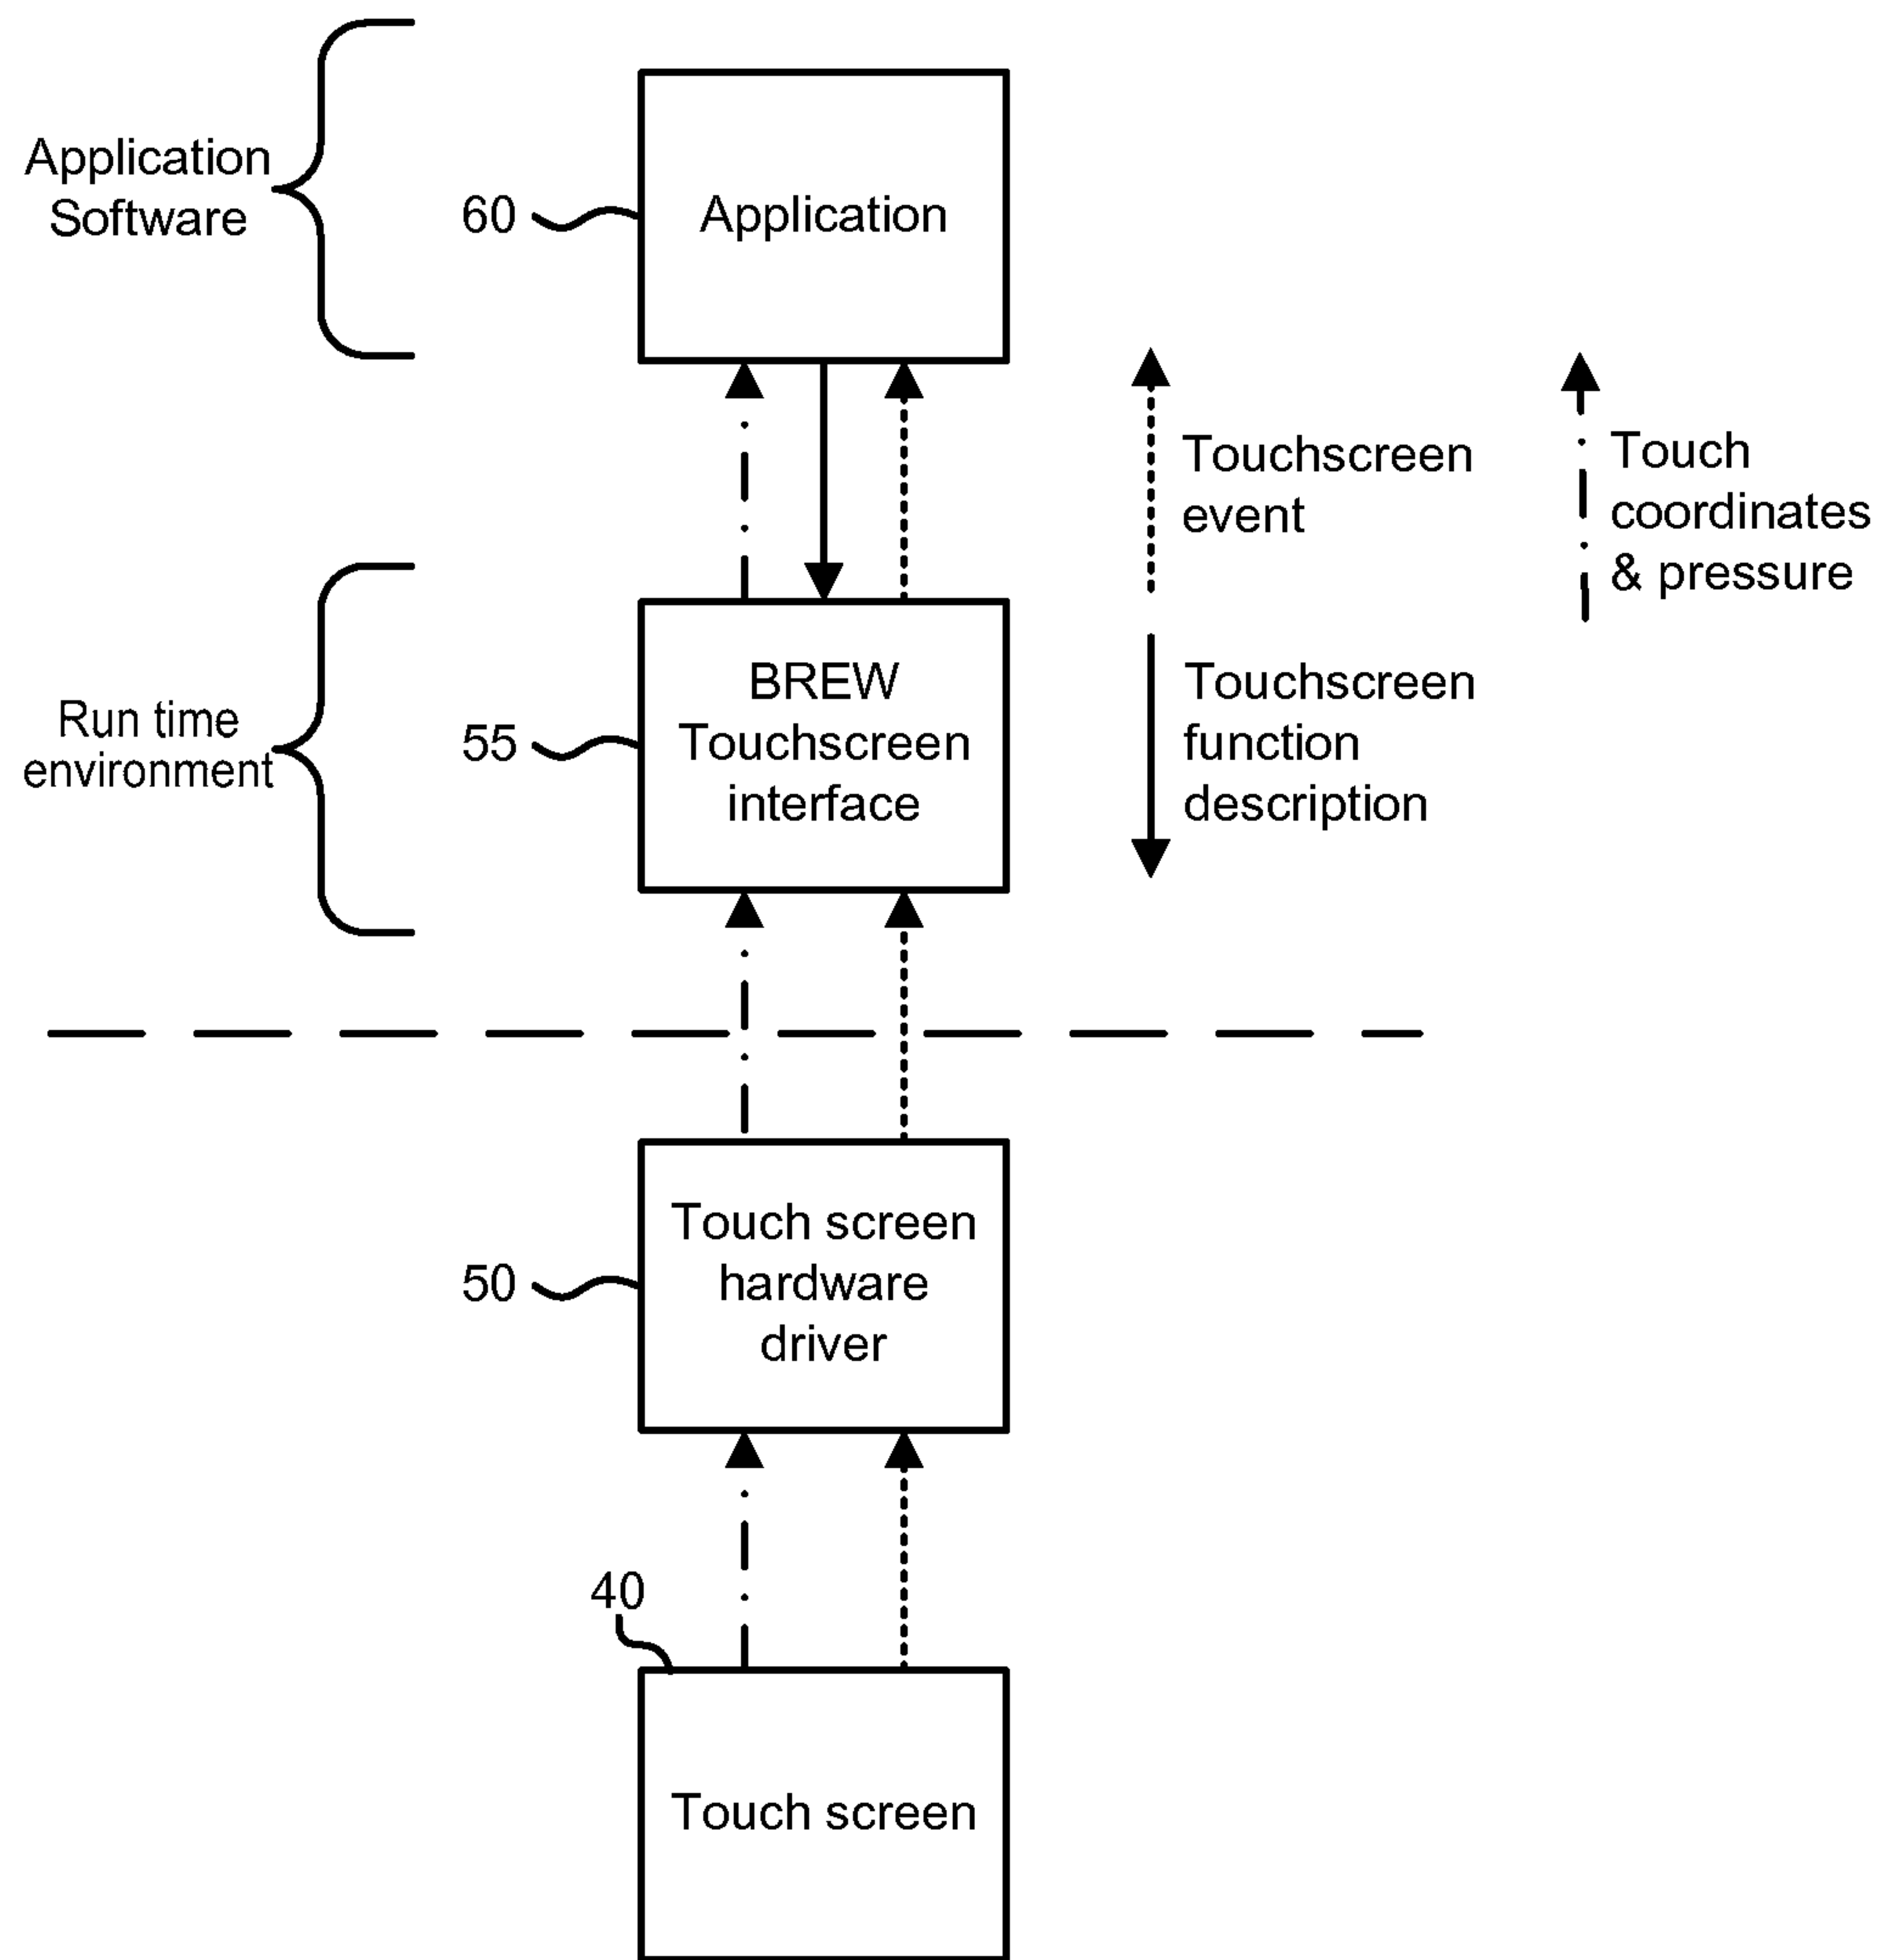 Application
Software
60
Application
Touchscreen
event
Touch
coordinates
& pressure
Run time
environment
55
BREW
Touchscreen
interface
Touchscreen
function
description
50
Touch screen
hardware
driver
40
Touch screen